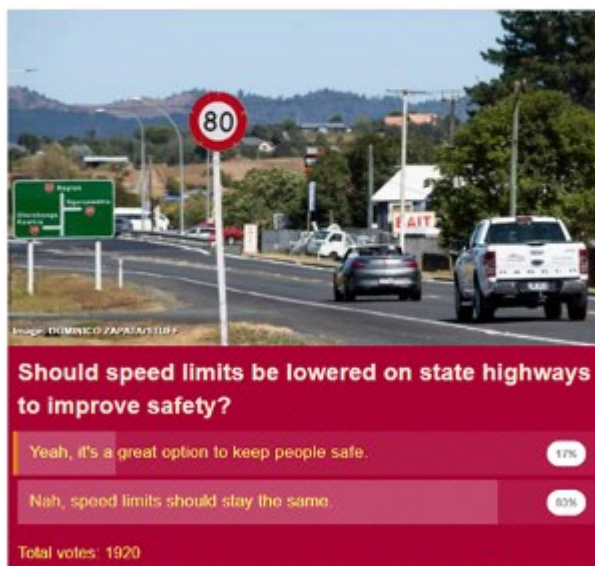 80
Raglan
Ngaruawahia
BAIT
Image: DOMINICO ZAPATA/STUFF
Should speed limits be lowered on state highways
to improve safety?
Yeah, it's a great option to keep people safe.
17%
Nah, speed limits should stay the same.
83%
Total votes: 1920